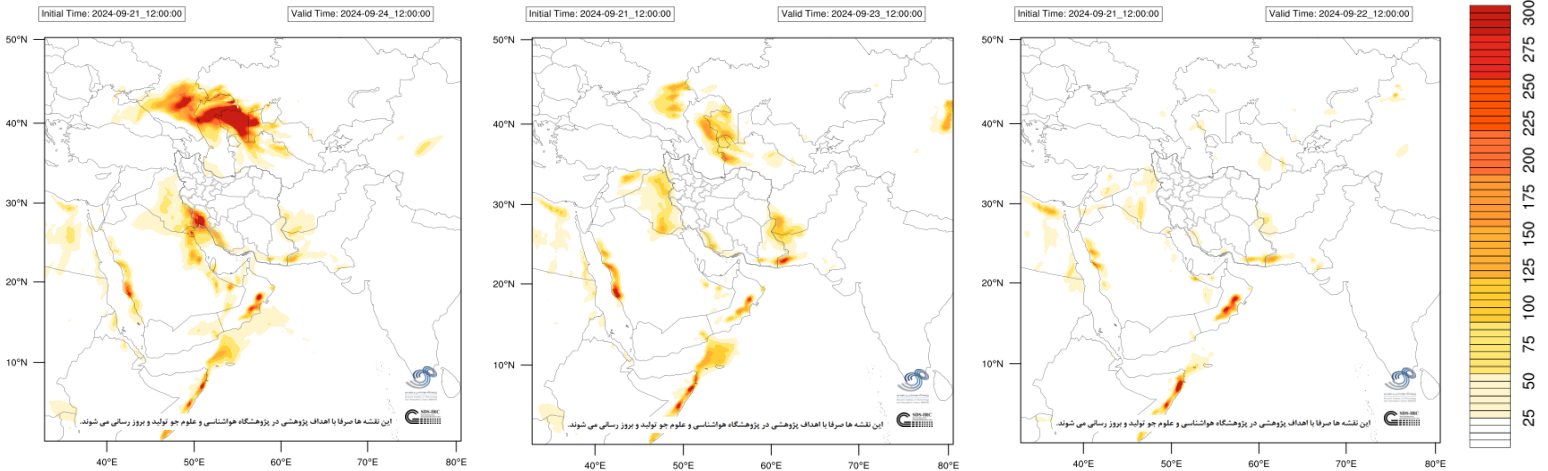 Initial Time: 2024-09-21_12:00:00
Valid Time: 2024-09-24_12:00:00
50°N
40°N
30°N
20°N
10°N
40°E
50°E
60°E
70°E
80°E
SDS-IRC
این نقشه ها صرفا با اهداف پژوهشی در پژوهشگاه هواشناسی و علوم جو تولید و بروز رسانی می شوند.
Initial Time: 2024-09-21_12:00:00
Valid Time: 2024-09-23_12:00:00
50°N
40°N
30°N
20°N
10°N
40°E
50°E
60°E
70°E
80°E
SDS-IRC
این نقشه ها صرفا با اهداف پژوهشی در پژوهشگاه هواشناسی و علوم جو تولید و بروز رسانی می شوند.
Initial Time: 2024-09-21_12:00:00
Valid Time: 2024-09-22_12:00:00
50°N
40°N
30°N
20°N
10°N
40°E
50°E
60°E
70°E
80°E
SDS-IRC
این نقشه ها صرفا با اهداف پژوهشی در پژوهشگاه هواشناسی و علوم جو تولید و بروز رسانی می شوند.
300
275
250
225
200
175
150
125
100
75
50
25